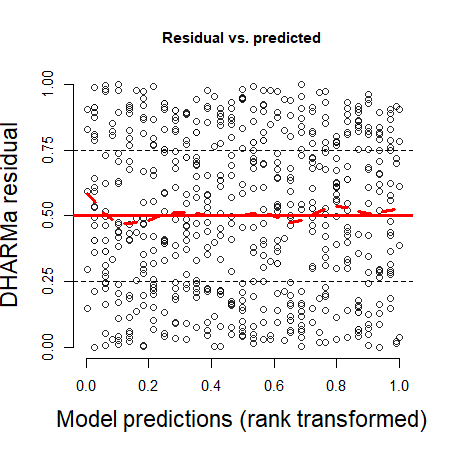 Residual vs. predicted
DHARMa residual
1.00
0.75
0.50
0.25
0.00
0.0 0.2 0.4 0.6 0.8 1.0
Model predictions (rank transformed)